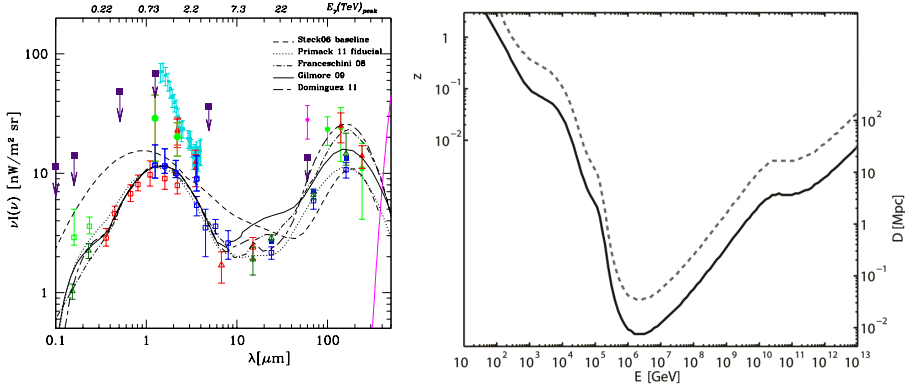 0.22 0.73 2.2 7.3 22 Eγ(TeV)peak
Steck06 baseline
Primack 11 fiducial
Franceschini 08
Gilmore 09
Dominguez 11
νI(ν) [nW/m² sr]
100
10
1
0.1 1 10 100
λ[μm]
z
1
10⁻¹
10⁻²
10²
10
1
10⁻¹
10⁻²
D [Mpc]
10 10² 10³ 10⁴ 10⁵ 10⁶ 10⁷ 10⁸ 10⁹ 10¹⁰ 10¹¹ 10¹² 10¹³
E [GeV]